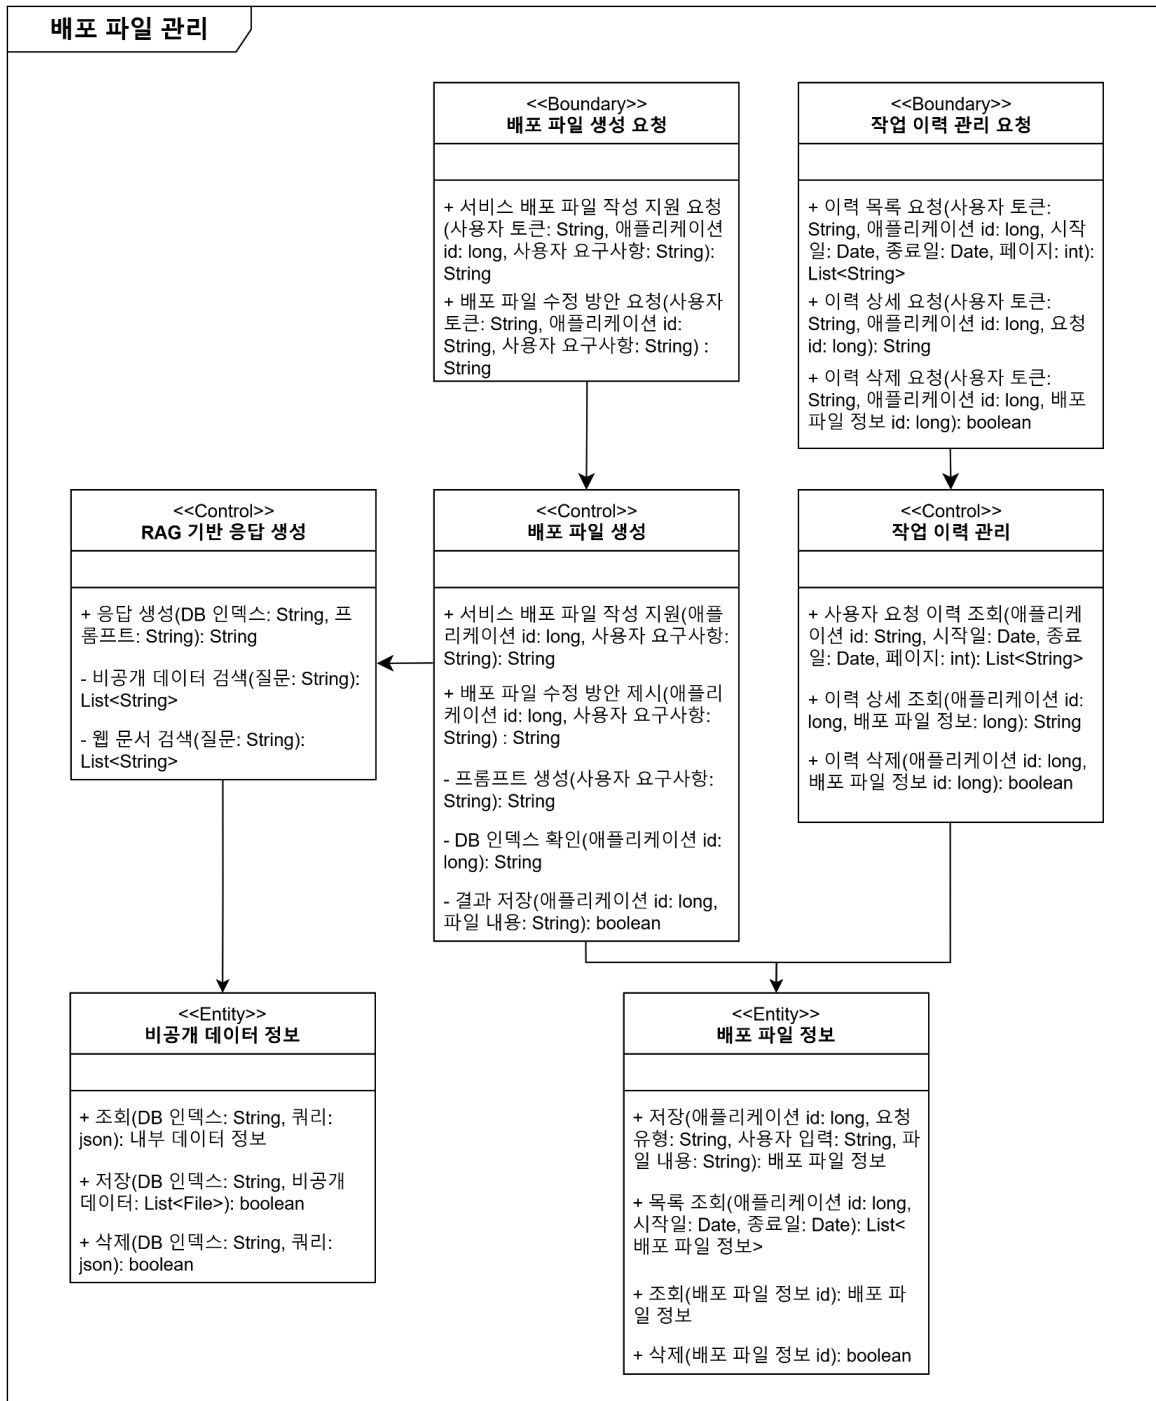 배포 파일 관리
<<Boundary>>
배포 파일 생성 요청
+ 서비스 배포 파일 작성 지원 요청
(사용자 토큰: String, 애플리케이션
id: long, 사용자 요구사항: String):
String
+ 배포 파일 수정 방안 요청(사용자
토큰: String, 애플리케이션 id:
String, 사용자 요구사항: String) :
String
<<Boundary>>
작업 이력 관리 요청
+ 이력 목록 요청(사용자 토큰:
String, 애플리케이션 id: long, 시작
일: Date, 종료일: Date, 페이지: int):
List<String>
+ 이력 상세 요청(사용자 토큰:
String, 애플리케이션 id: long, 요청
id: long): String
+ 이력 삭제 요청(사용자 토큰:
String, 애플리케이션 id: long, 배포
파일 정보 id: long): boolean
<<Control>>
RAG 기반 응답 생성
+ 응답 생성(DB 인덱스: String, 프
롬프트: String): String
- 비공개 데이터 검색(질문: String):
List<String>
- 웹 문서 검색(질문: String):
List<String>
<<Control>>
배포 파일 생성
+ 서비스 배포 파일 작성 지원(애플
리케이션 id: long, 사용자 요구사항:
String): String
+ 배포 파일 수정 방안 제시(애플리
케이션 id: long, 사용자 요구사항:
String) : String
- 프롬프트 생성(사용자 요구사항:
String): String
- DB 인덱스 확인(애플리케이션 id:
long): String
- 결과 저장(애플리케이션 id: long,
파일 내용: String): boolean
<<Control>>
작업 이력 관리
+ 사용자 요청 이력 조회(애플리케
이션 id: String, 시작일: Date, 종료
일: Date, 페이지: int): List<String>
+ 이력 상세 조회(애플리케이션 id:
long, 배포 파일 정보: long): String
+ 이력 삭제(애플리케이션 id: long,
배포 파일 정보 id: long): boolean
<<Entity>>
비공개 데이터 정보
+ 조회(DB 인덱스: String, 쿼리:
json): 내부 데이터 정보
+ 저장(DB 인덱스: String, 비공개
데이터: List<File>): boolean
+ 삭제(DB 인덱스: String, 쿼리:
json): boolean
<<Entity>>
배포 파일 정보
+ 저장(애플리케이션 id: long, 요청
유형: String, 사용자 입력: String, 파
일 내용: String): 배포 파일 정보
+ 목록 조회(애플리케이션 id: long,
시작일: Date, 종료일: Date): List<
배포 파일 정보>
+ 조회(배포 파일 정보 id): 배포 파
일 정보
+ 삭제(배포 파일 정보 id): boolean